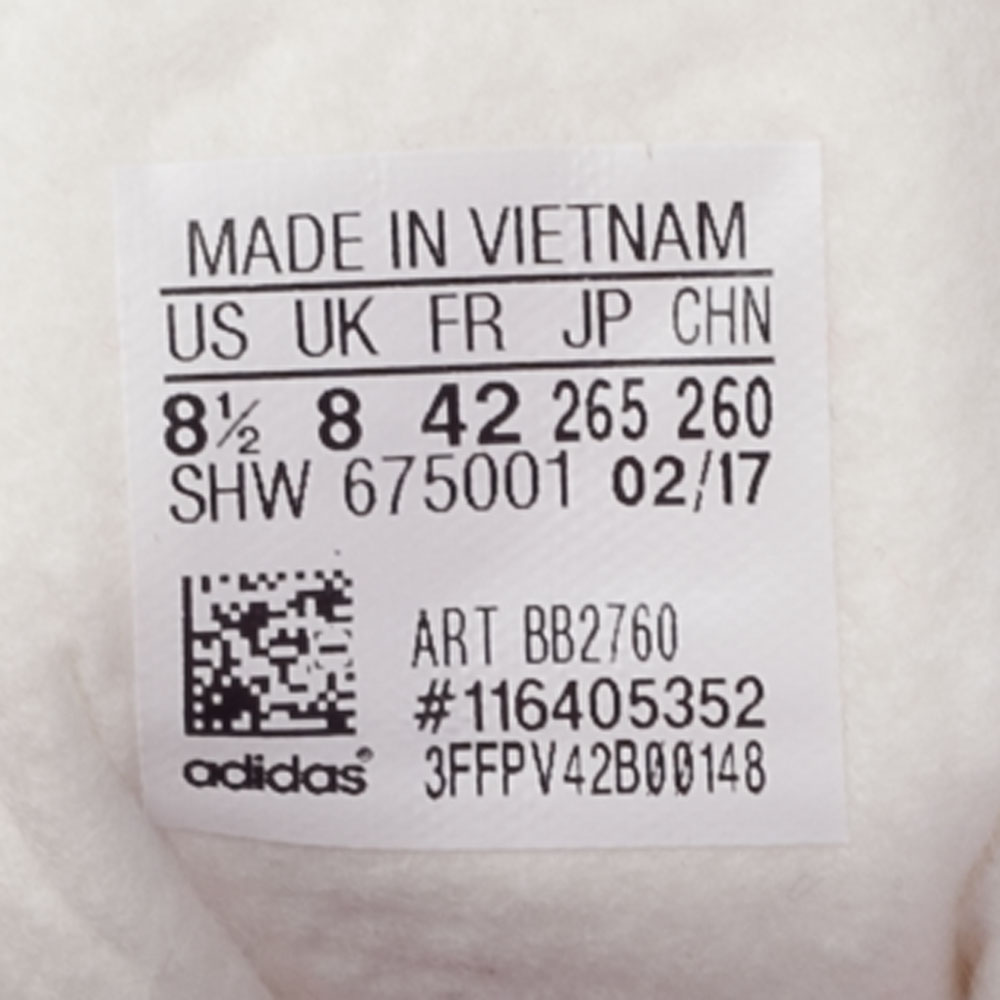 MADE IN VIETNAM
US UK FR JP CHN
8½ 8 42 265 260
SHW 675001 02/17
ART BB2760
#116405352
adidas® 3FFPV42B00148